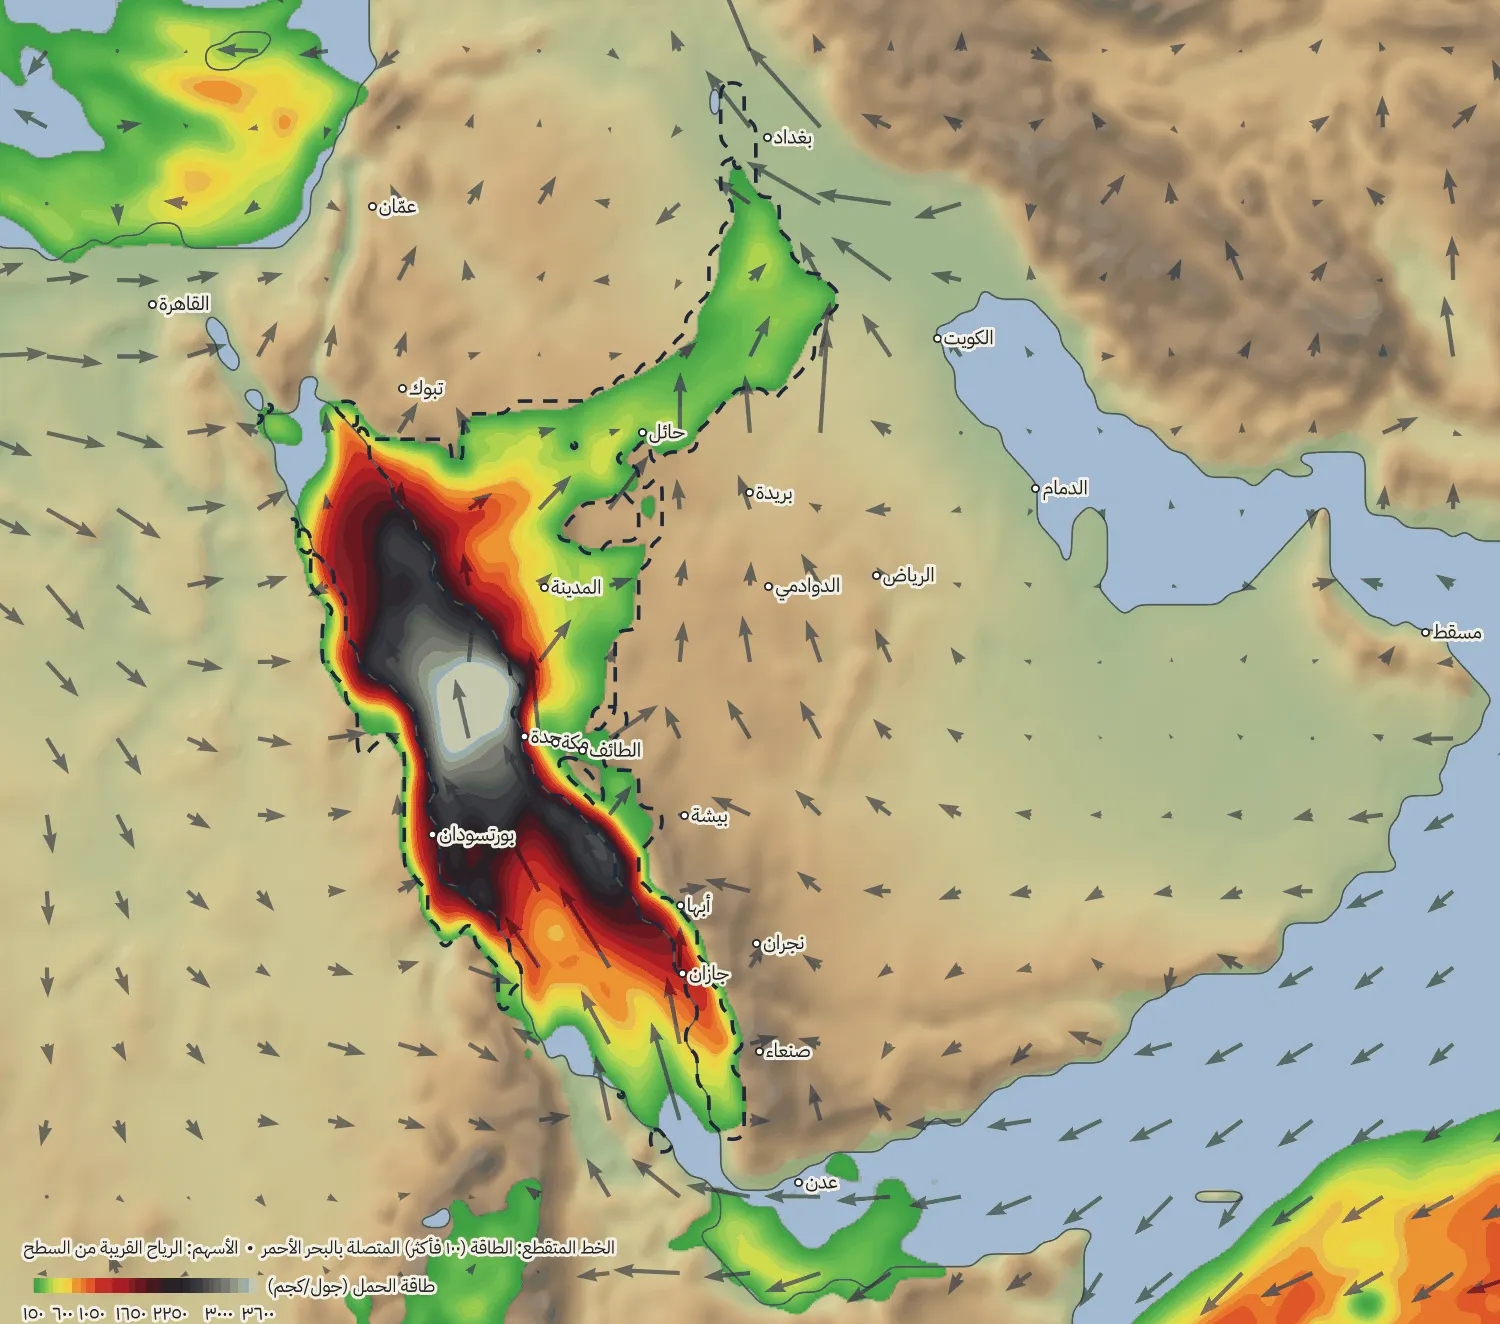 بغداد
عمّان
القاهرة
الكويت
تبوك
حائل
الدمام
بريدة
الرياض
الدوادمي
المدينة
مسقط
جدة
مكة
الطائف
بيشة
بورتسودان
أبها
نجران
جازان
صنعاء
عدن
الخط المتقطع: الطاقة (١٠٠ فأكثر) المتصلة بالبحر الأحمر • الأسهم: الرياح القريبة من السطح
طاقة الحمل (جول/كجم)
١٥٠ ٦٠٠ ١٠٥٠ ١٦٥٠ ٢٢٥٠ ٣٠٠٠ ٣٦٠٠